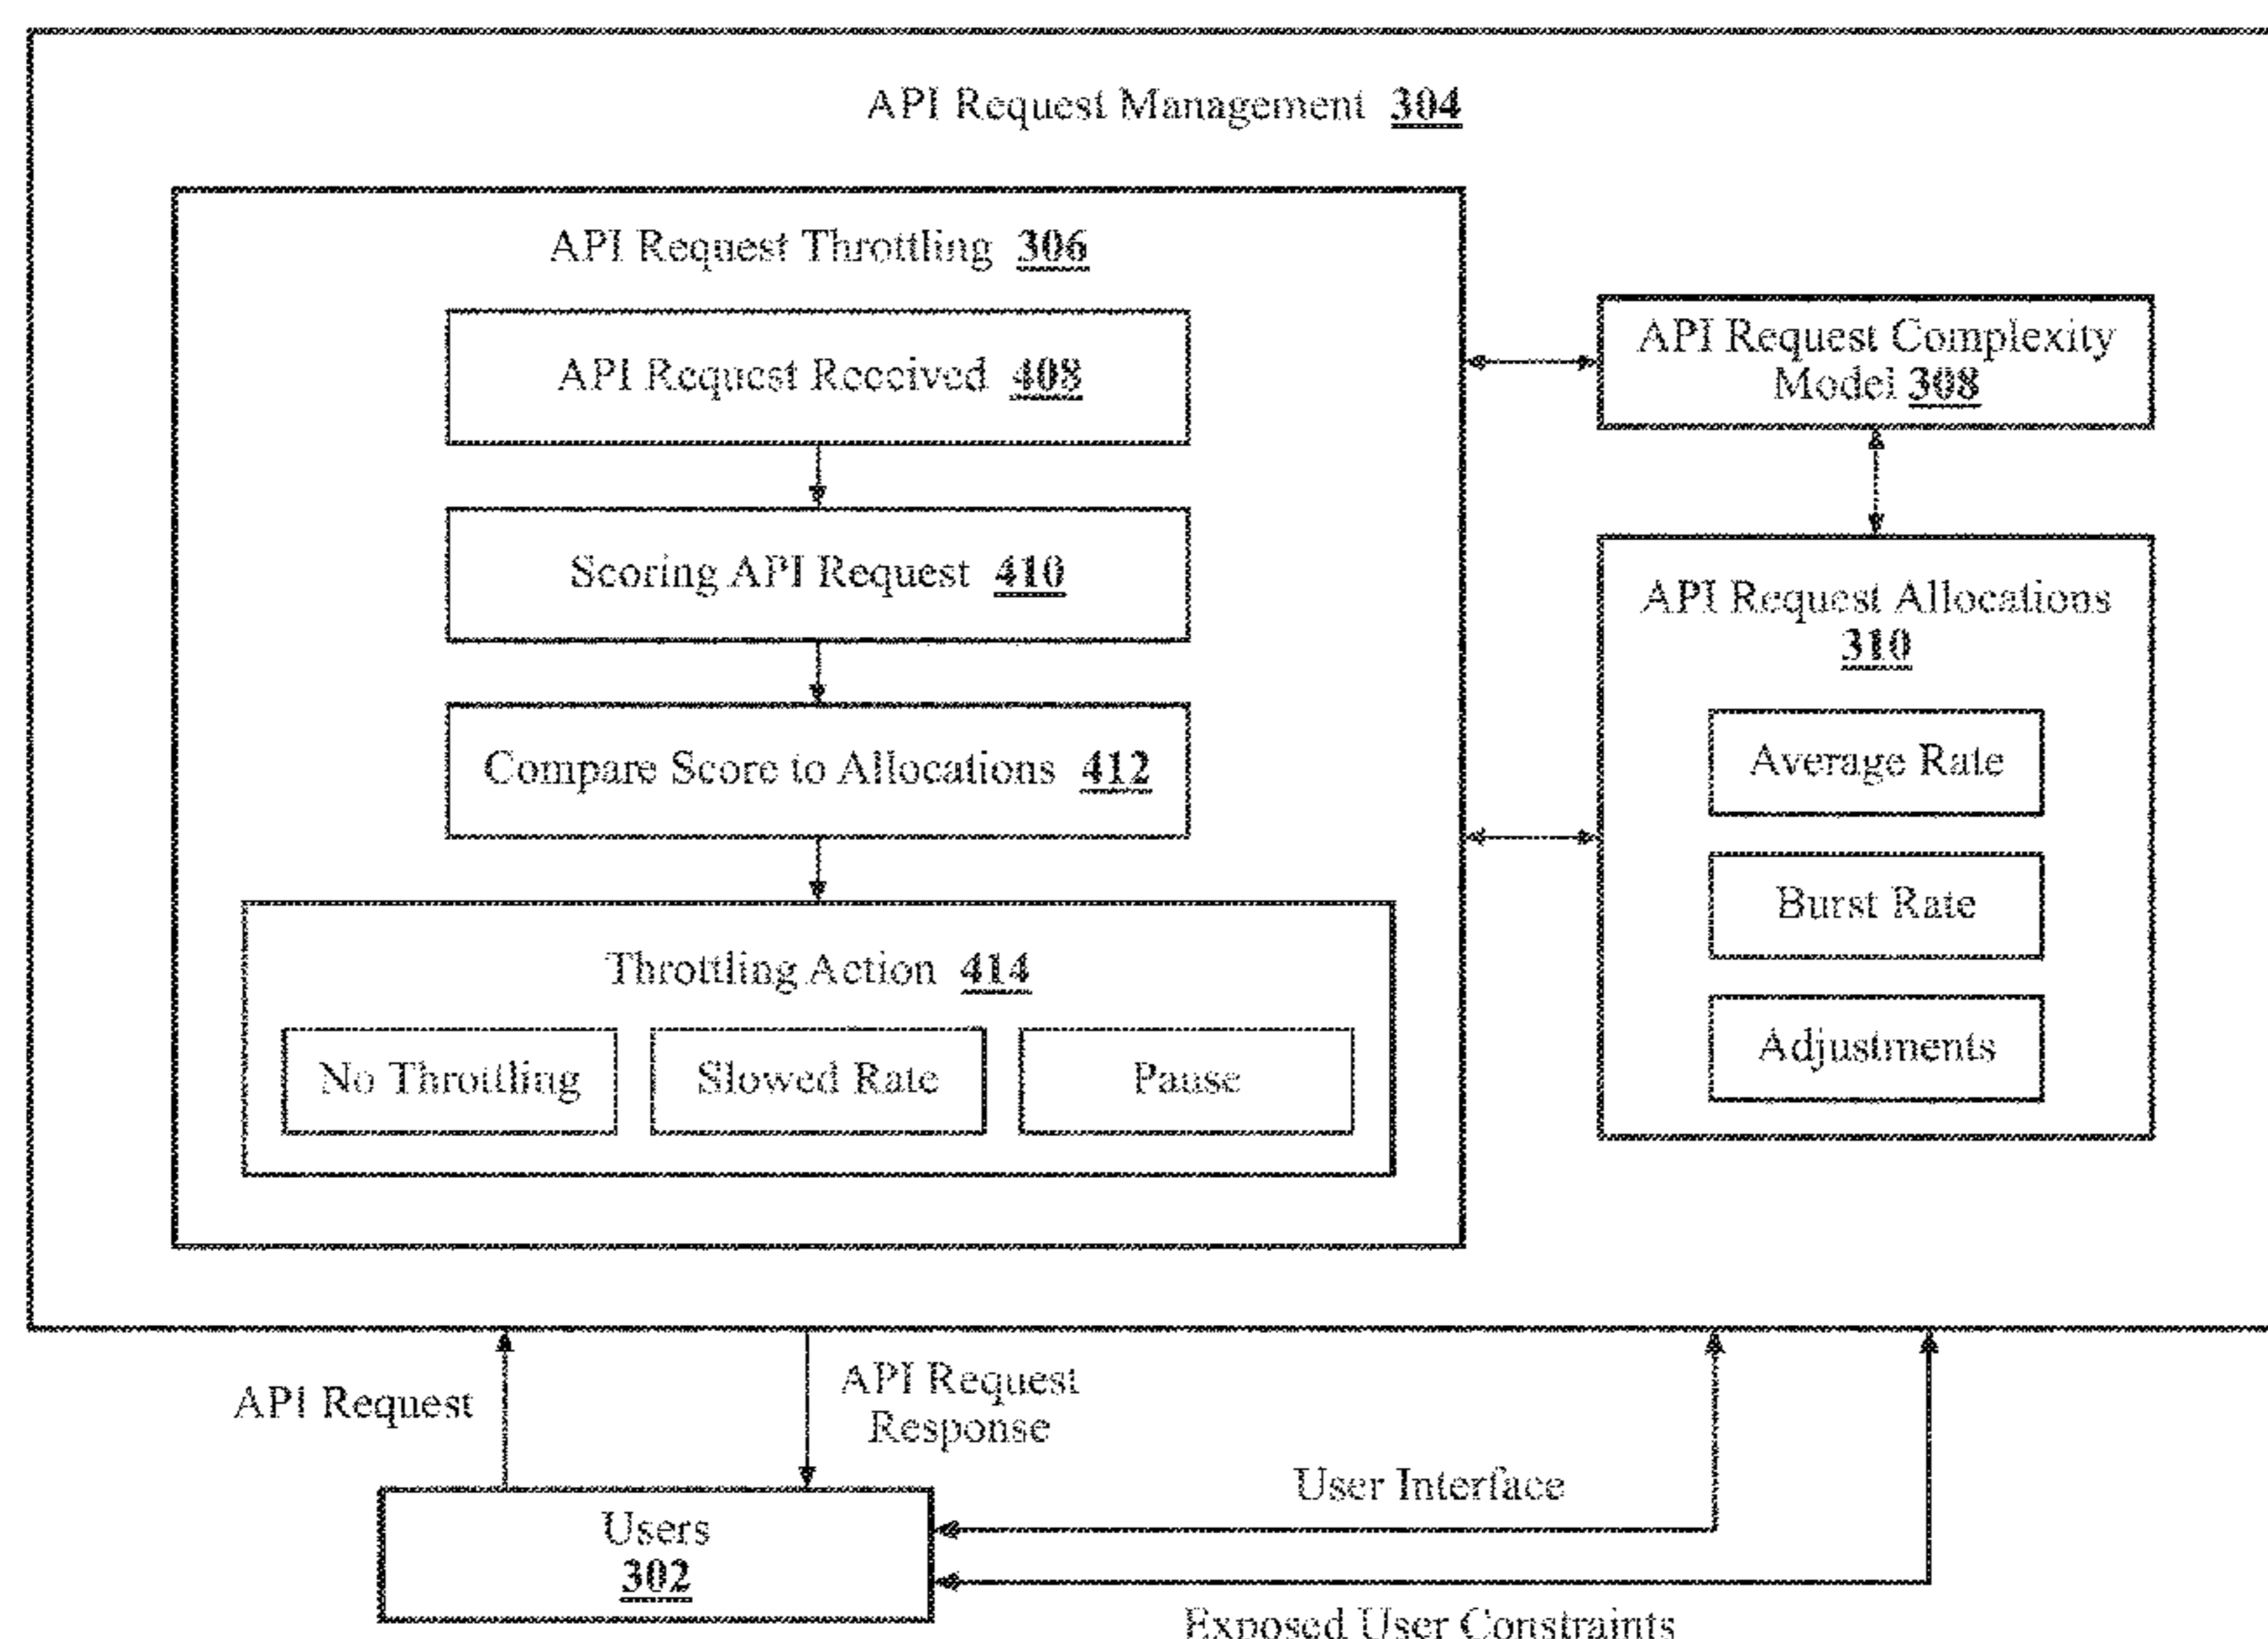 API Request Management 304
API Request Throttling 306
API Request Received 408
Scoring API Request 410
Compare Score to Allocations 412
Throttling Action 414
No Throttling
Slowed Rate
Pause
API Request Complexity
Model 308
API Request Allocations
310
Average Rate
Burst Rate
Adjustments
API Request
API Request
Response
Users
302
User Interface
Exposed User Constraints